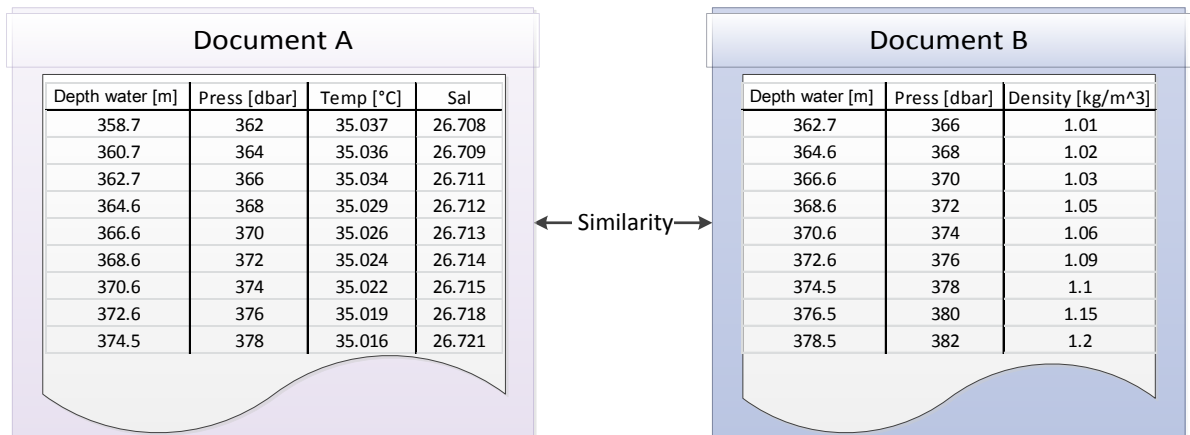 Document A
Depth water [m] Press [dbar] Temp [°C] Sal
358.7 362 35.037 26.708
360.7 364 35.036 26.709
362.7 366 35.034 26.711
364.6 368 35.029 26.712
366.6 370 35.026 26.713
368.6 372 35.024 26.714
370.6 374 35.022 26.715
372.6 376 35.019 26.718
374.5 378 35.016 26.721
Similarity
Document B
Depth water [m] Press [dbar] Density [kg/m^3]
362.7 366 1.01
364.6 368 1.02
366.6 370 1.03
368.6 372 1.05
370.6 374 1.06
372.6 376 1.09
374.5 378 1.1
376.5 380 1.15
378.5 382 1.2